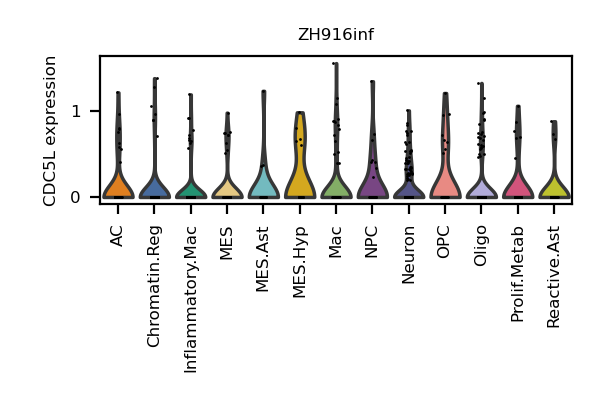 ZH916inf
CDC5L expression
1
0
AC
Chromatin.Reg
Inflammatory.Mac
MES
MES.Ast
MES.Hyp
Mac
NPC
Neuron
OPC
Oligo
Prolif.Metab
Reactive.Ast